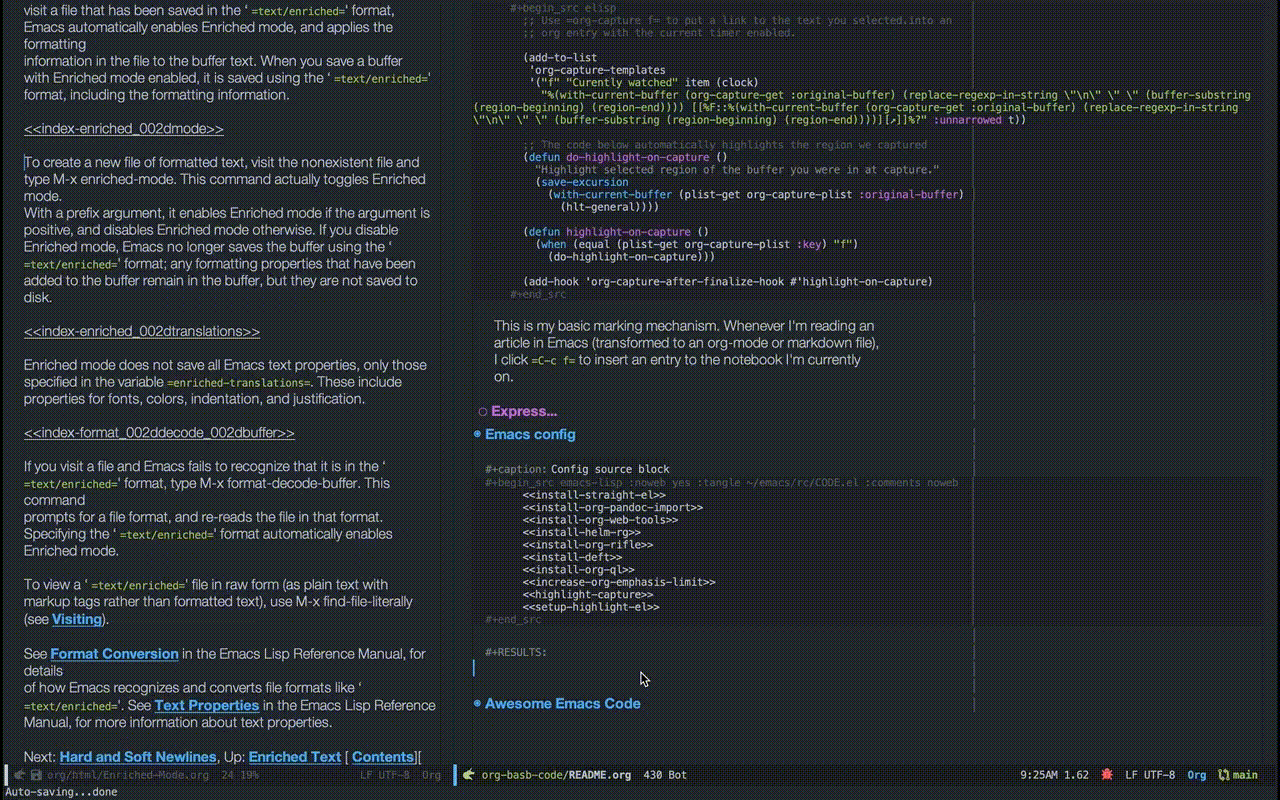 visit a file that has been saved in the ‘ =text/enriched=’ format,
Emacs automatically enables Enriched mode, and applies the
formatting
information in the file to the buffer text. When you save a buffer
with Enriched mode enabled, it is saved using the ‘ =text/enriched=’
format, including the formatting information.
<<index-enriched_002dmode>>
To create a new file of formatted text, visit the nonexistent file and
type M-x enriched-mode. This command actually toggles Enriched
mode.
With a prefix argument, it enables Enriched mode if the argument is
positive, and disables Enriched mode otherwise. If you disable
Enriched mode, Emacs no longer saves the buffer using the ‘
=text/enriched=’ format; any formatting properties that have been
added to the buffer remain in the buffer, but they are not saved to
disk.
<<index-enriched_002dtranslations>>
Enriched mode does not save all Emacs text properties, only those
specified in the variable =enriched-translations=. These include
properties for fonts, colors, indentation, and justification.
<<index-format_002ddecode_002dbuffer>>
If you visit a file and Emacs fails to recognize that it is in the ‘
=text/enriched=’ format, type M-x format-decode-buffer. This
command
prompts for a file format, and re-reads the file in that format.
Specifying the ‘ =text/enriched=’ format automatically enables
Enriched mode.
To view a ‘ =text/enriched=’ file in raw form (as plain text with
markup tags rather than formatted text), use M-x find-file-literally
(see Visiting).
See Format Conversion in the Emacs Lisp Reference Manual, for
details
of how Emacs recognizes and converts file formats like ‘
=text/enriched=’. See Text Properties in the Emacs Lisp Reference
Manual, for more information about text properties.
Next: Hard and Soft Newlines, Up: Enriched Text [ Contents][
org/html/Enriched-Mode.org 24 19% LF UTF-8 Org
#+begin_src elisp
;; Use =org-capture f= to put a link to the text you selected.into an
;; org entry with the current timer enabled.
(add-to-list
'org-capture-templates
'("f" "Curently watched" item (clock)
"%(with-current-buffer (org-capture-get :original-buffer) (replace-regexp-in-string \"\n\" \" \" (buffer-substring
(region-beginning) (region-end)))) [[%F::%(with-current-buffer (org-capture-get :original-buffer) (replace-regexp-in-string
\"\n\" \" \" (buffer-substring (region-beginning) (region-end))))][↗]]%?" :unnarrowed t))
;; The code below automatically highlights the region we captured
(defun do-highlight-on-capture ()
"Highlight selected region of the buffer you were in at capture."
(save-excursion
(with-current-buffer (plist-get org-capture-plist :original-buffer)
(hlt-general))))
(defun highlight-on-capture ()
(when (equal (plist-get org-capture-plist :key) "f")
(do-highlight-on-capture)))
(add-hook 'org-capture-after-finalize-hook #'highlight-on-capture)
#+end_src
This is my basic marking mechanism. Whenever I'm reading an
article in Emacs (transformed to an org-mode or markdown file),
I click =C-c f= to insert an entry to the notebook I'm currently
on.
Express...
Emacs config
#+caption: Config source block
#+begin_src emacs-lisp :noweb yes :tangle ~/emacs/rc/CODE.el :comments noweb
<<install-straight-el>>
<<install-org-pandoc-import>>
<<install-org-web-tools>>
<<install-helm-rg>>
<<install-org-rifle>>
<<install-deft>>
<<install-org-ql>>
<<increase-org-emphasis-limit>>
<<highlight-capture>>
<<setup-highlight-el>>
#+end_src
#+RESULTS:
Awesome Emacs Code
org-basb-code/README.org 430 Bot 9:25AM 1.62 LF UTF-8 Org main
Auto-saving...done